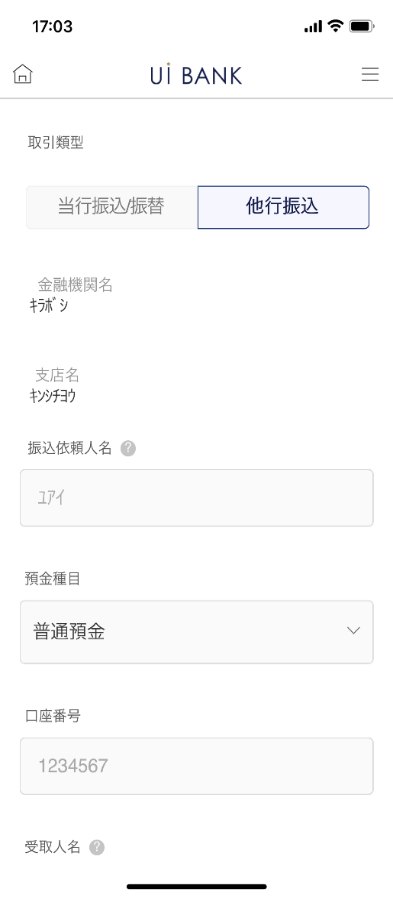 17:03
UI BANK
取引類型
当行振込/振替
他行振込
金融機関名
ｷﾗﾎﾞｼ
支店名
ｷﾝｼﾁﾖｳ
振込依頼人名 ?
ﾕｱｲ
預金種目
普通預金
口座番号
1234567
受取人名 ?